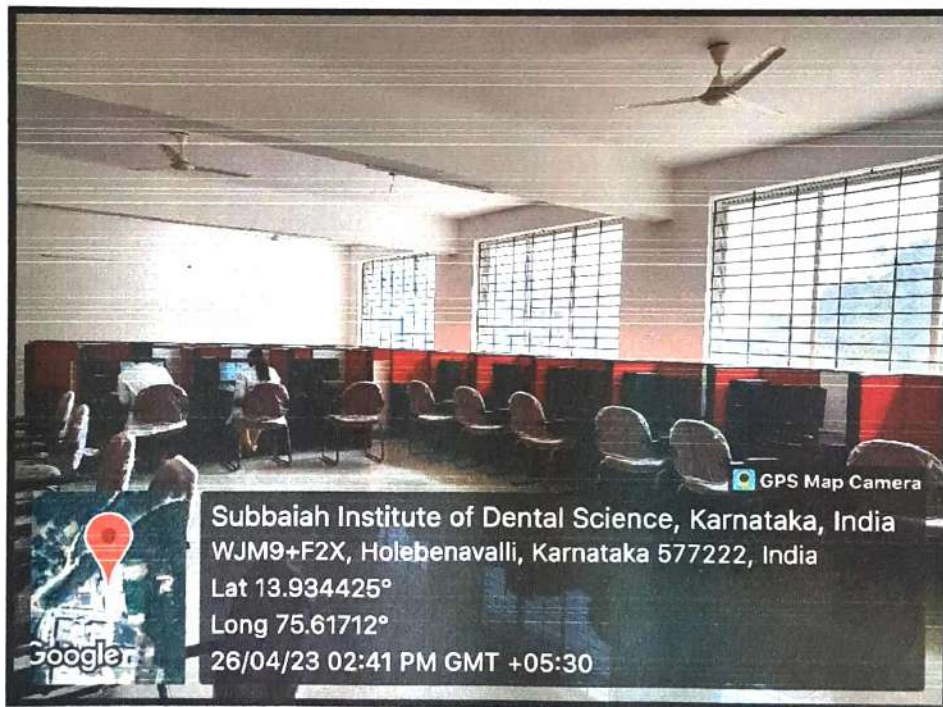 GPS Map Camera
Subbaiah Institute of Dental Science, Karnataka, India
WJM9+F2X, Holebenavalli, Karnataka 577222, India
Lat 13.934425°
Long 75.61712°
26/04/23 02:41 PM GMT +05:30
Google